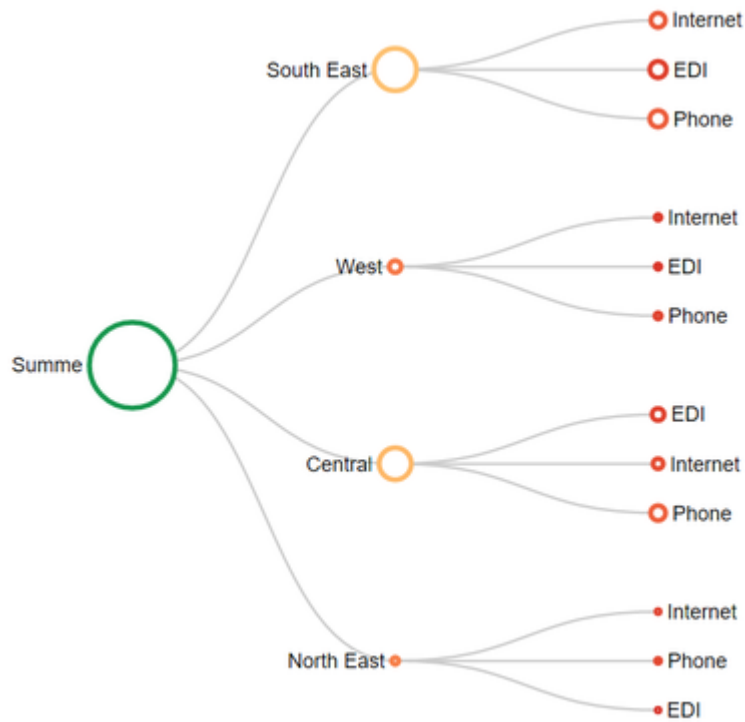 Internet
South East
EDI
Phone
Internet
West
EDI
Phone
Summe
EDI
Central
Internet
Phone
Internet
North East
Phone
EDI